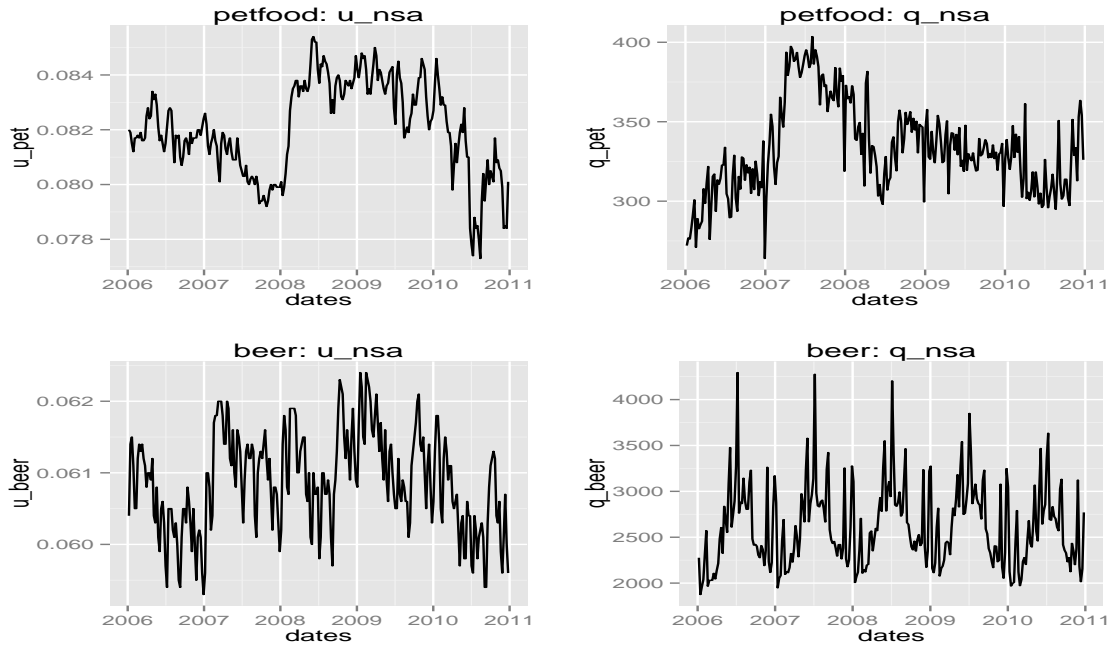 petfood: u_nsa
u_pet
0.084
0.082
0.080
0.078
2006 2007 2008 2009 2010 2011
dates
petfood: q_nsa
q_pet
400
350
300
2006 2007 2008 2009 2010 2011
dates
beer: u_nsa
u_beer
0.062
0.061
0.060
2006 2007 2008 2009 2010 2011
dates
beer: q_nsa
q_beer
4000
3500
3000
2500
2000
2006 2007 2008 2009 2010 2011
dates